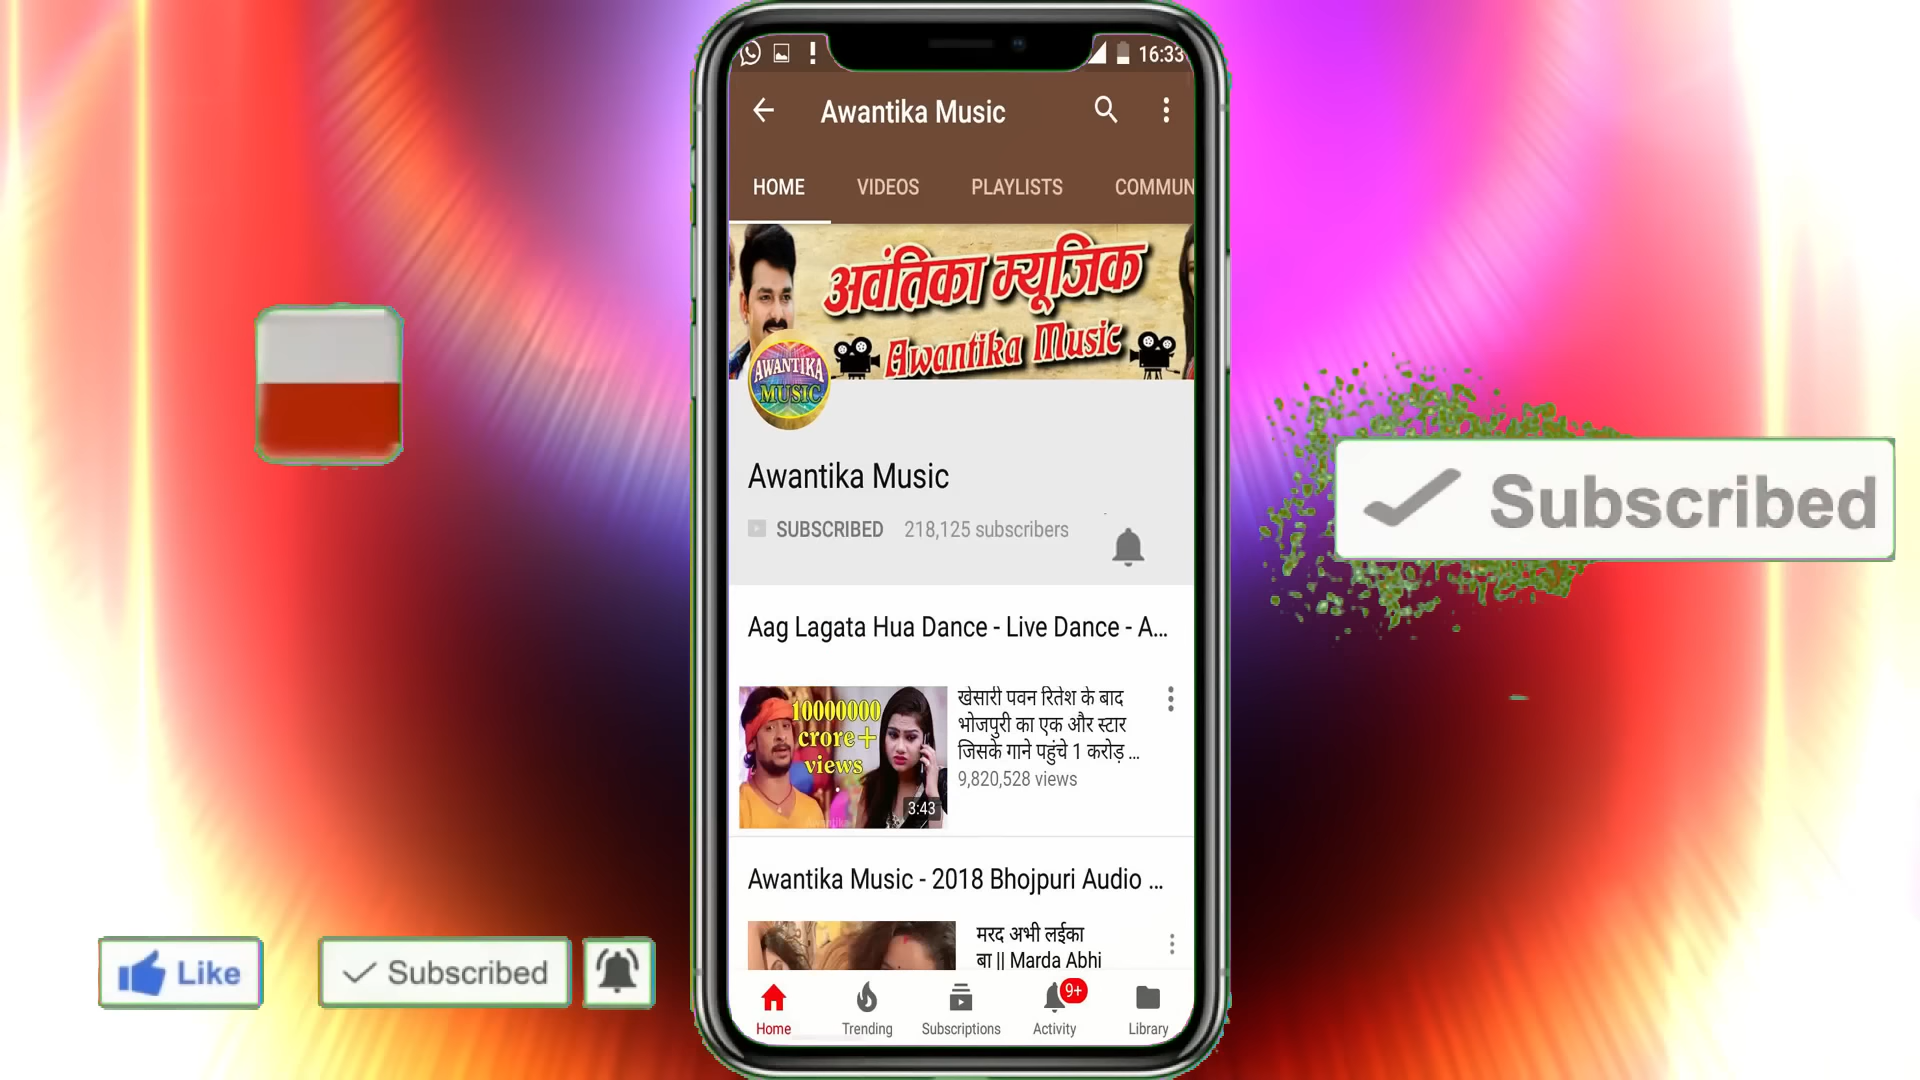 16:33
Awantika Music
HOME VIDEOS PLAYLISTS COMMUN
अवंतिका म्यूजिक
Awantika Music
AWANTIKA
MUSIC
Awantika Music
SUBSCRIBED 218,125 subscribers
Aag Lagata Hua Dance - Live Dance - A...
10000000
crore+
views
3:43
खेसारी पवन रितेश के बाद
भोजपुरी का एक और स्टार
जिसके गाने पहुंचे 1 करोड़ ...
9,820,528 views
Awantika Music - 2018 Bhojpuri Audio ...
मरद अभी लईका
बा || Marda Abhi
Home Trending Subscriptions Activity Library
9+
Like
Subscribed
Subscribed